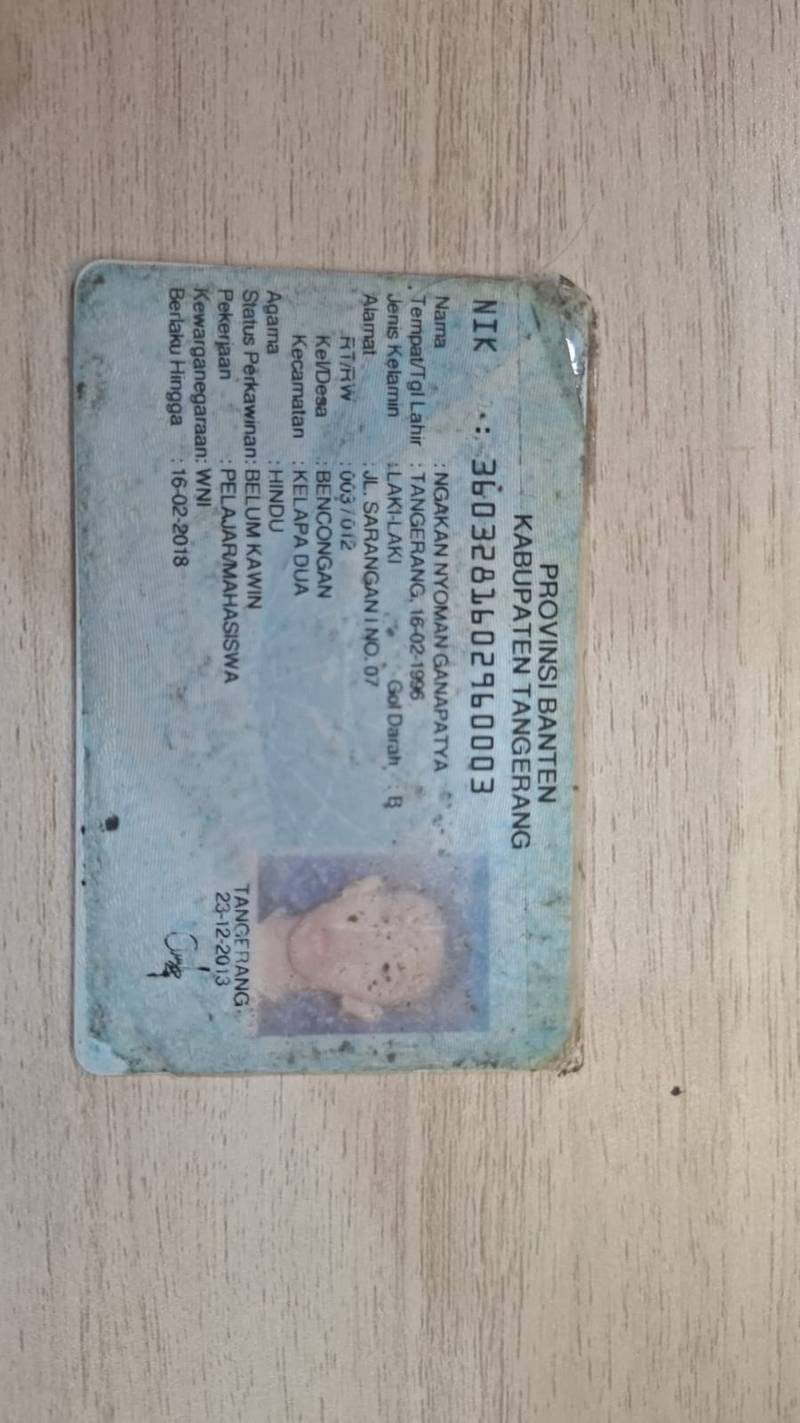 PROVINSI BANTEN
KABUPATEN TANGERANG
NIK : 3603281602960003
Nama : NGAKAN NYOMAN GANAPATYA
Tempat/Tgl Lahir : TANGERANG, 16-02-1996
Jenis Kelamin : LAKI-LAKI Gol Darah : B
Alamat : JL. SARANGAN I NO. 07
RT/RW : 003 / 012
Kel/Desa : BENCONGAN
Kecamatan : KELAPA DUA
Agama : HINDU
Status Perkawinan: BELUM KAWIN
Pekerjaan : PELAJAR/MAHASISWA
Kewarganegaraan: WNI
Berlaku Hingga : 16-02-2018
TANGERANG
23-12-2013